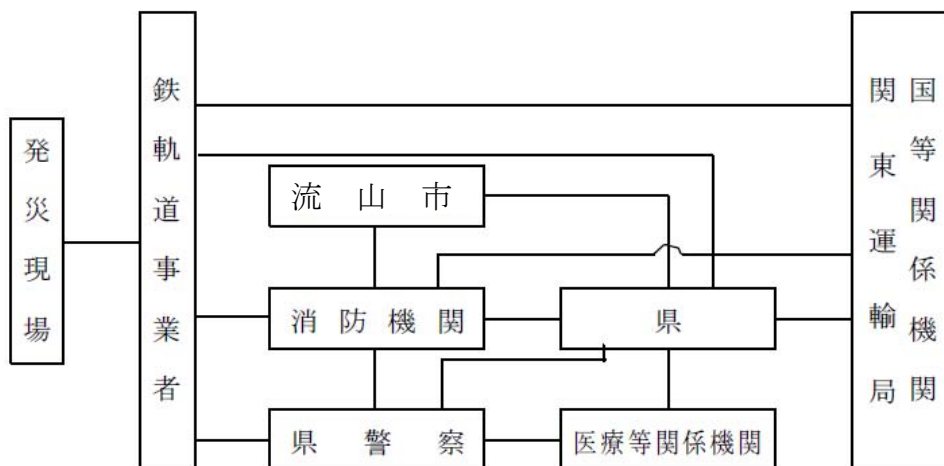 発災現場
鉄軌道事業者
流山市
消防機関
県警察
県
医療等関係機関
国等関係機関
関東運輸局